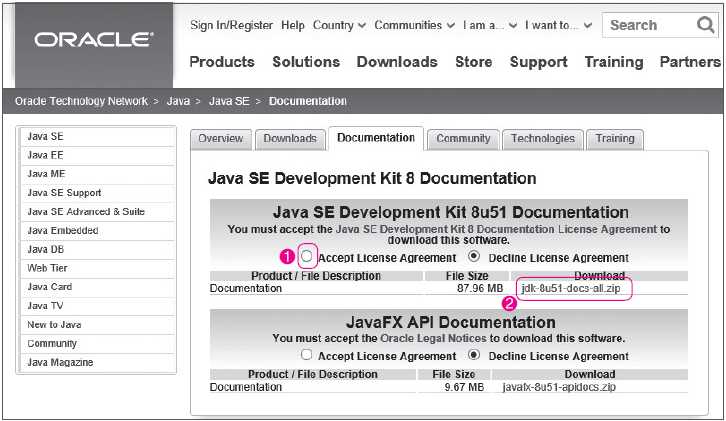 ORACLE®
Sign In/Register Help Country Communities I am a... I want to... Search
Products Solutions Downloads Store Support Training Partners
Oracle Technology Network > Java > Java SE > Documentation
Java SE
Java EE
Java ME
Java SE Support
Java SE Advanced & Suite
Java Embedded
Java DB
Web Tier
Java Card
Java TV
New to Java
Community
Java Magazine
Overview Downloads Documentation Community Technologies Training
Java SE Development Kit 8 Documentation
Java SE Development Kit 8u51 Documentation
You must accept the Java SE Development Kit 8 Documentation License Agreement to
download this software.
1 Accept License Agreement Decline License Agreement
Product / File Description File Size Download
Documentation 87.96 MB jdk-8u51-docs-all.zip
2
JavaFX API Documentation
You must accept the Oracle Legal Notices to download this software.
Accept License Agreement Decline License Agreement
Product / File Description File Size Download
Documentation 9.67 MB javafx-8u51-apidocs.zip